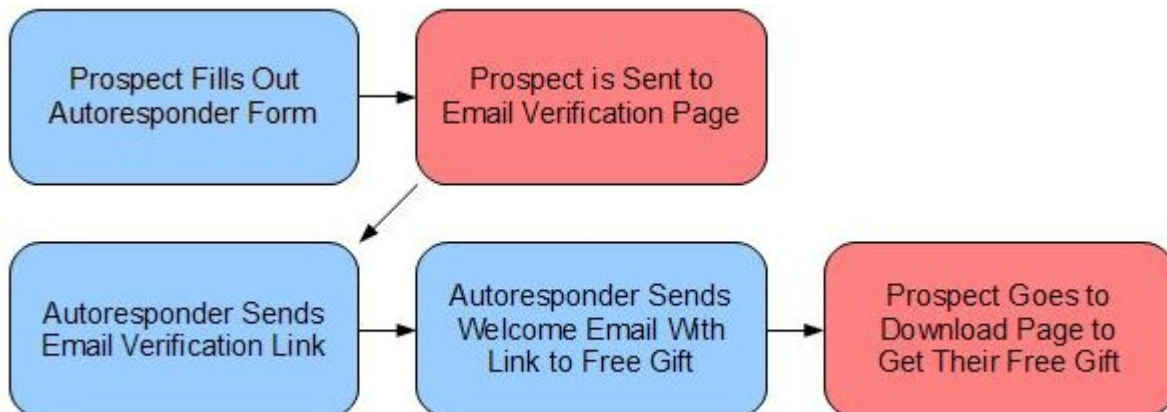 Prospect Fills Out
Autoresponder Form
Prospect is Sent to
Email Verification Page
Autoresponder Sends
Email Verification Link
Autoresponder Sends
Welcome Email With
Link to Free Gift
Prospect Goes to
Download Page to
Get Their Free Gift